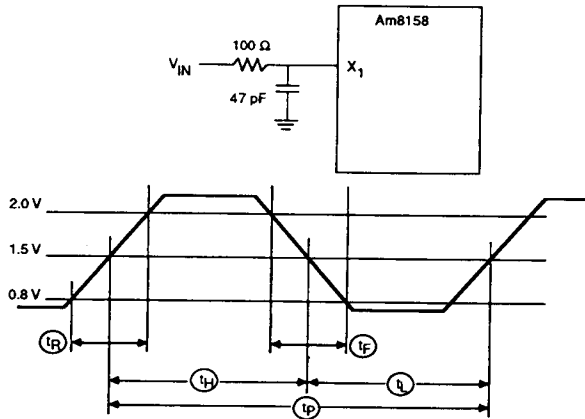 Am8158
100 Ω
V_IN
X_1
47 pF
2.0 V
1.5 V
0.8 V
t_R
t_F
t_H
t_L
t_P